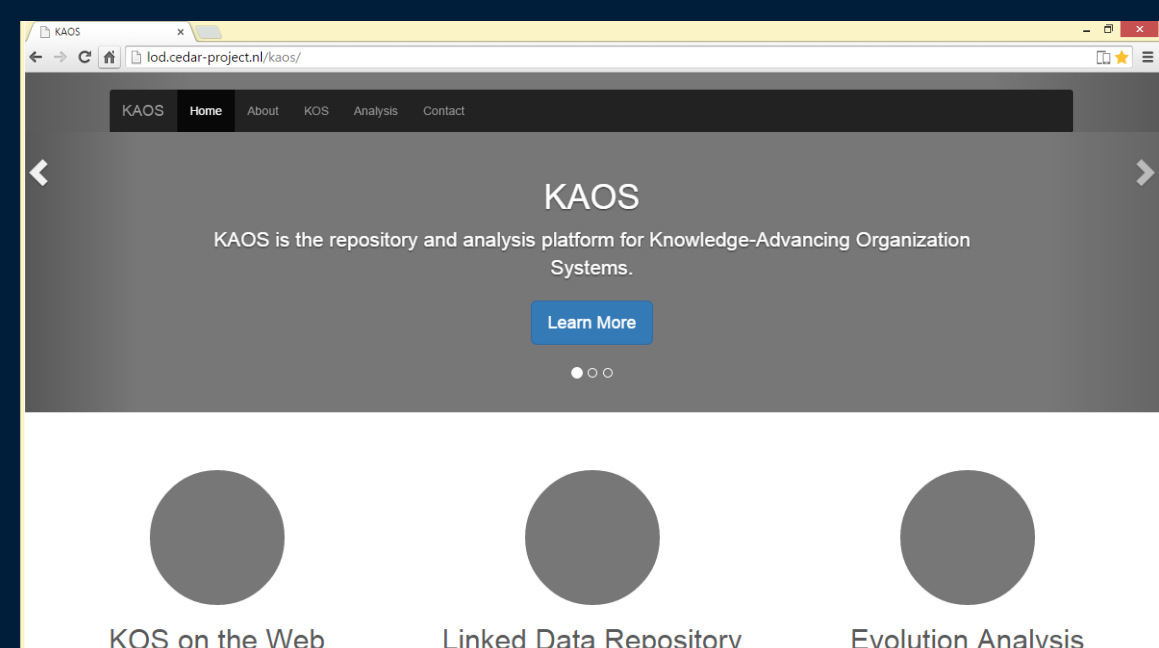 KAOS
lod.cedar-project.nl/kaos/
KAOS Home About KOS Analysis Contact
KAOS
KAOS is the repository and analysis platform for Knowledge-Advancing Organization
Systems.
Learn More
KOS on the Web Linked Data Repository Evolution Analysis